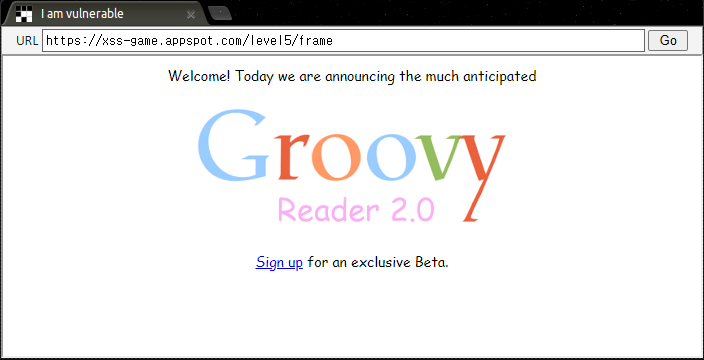 I am vulnerable
URL https://xss-game.appspot.com/level5/frame Go
Welcome! Today we are announcing the much anticipated
Groovy
Reader 2.0
Sign up for an exclusive Beta.